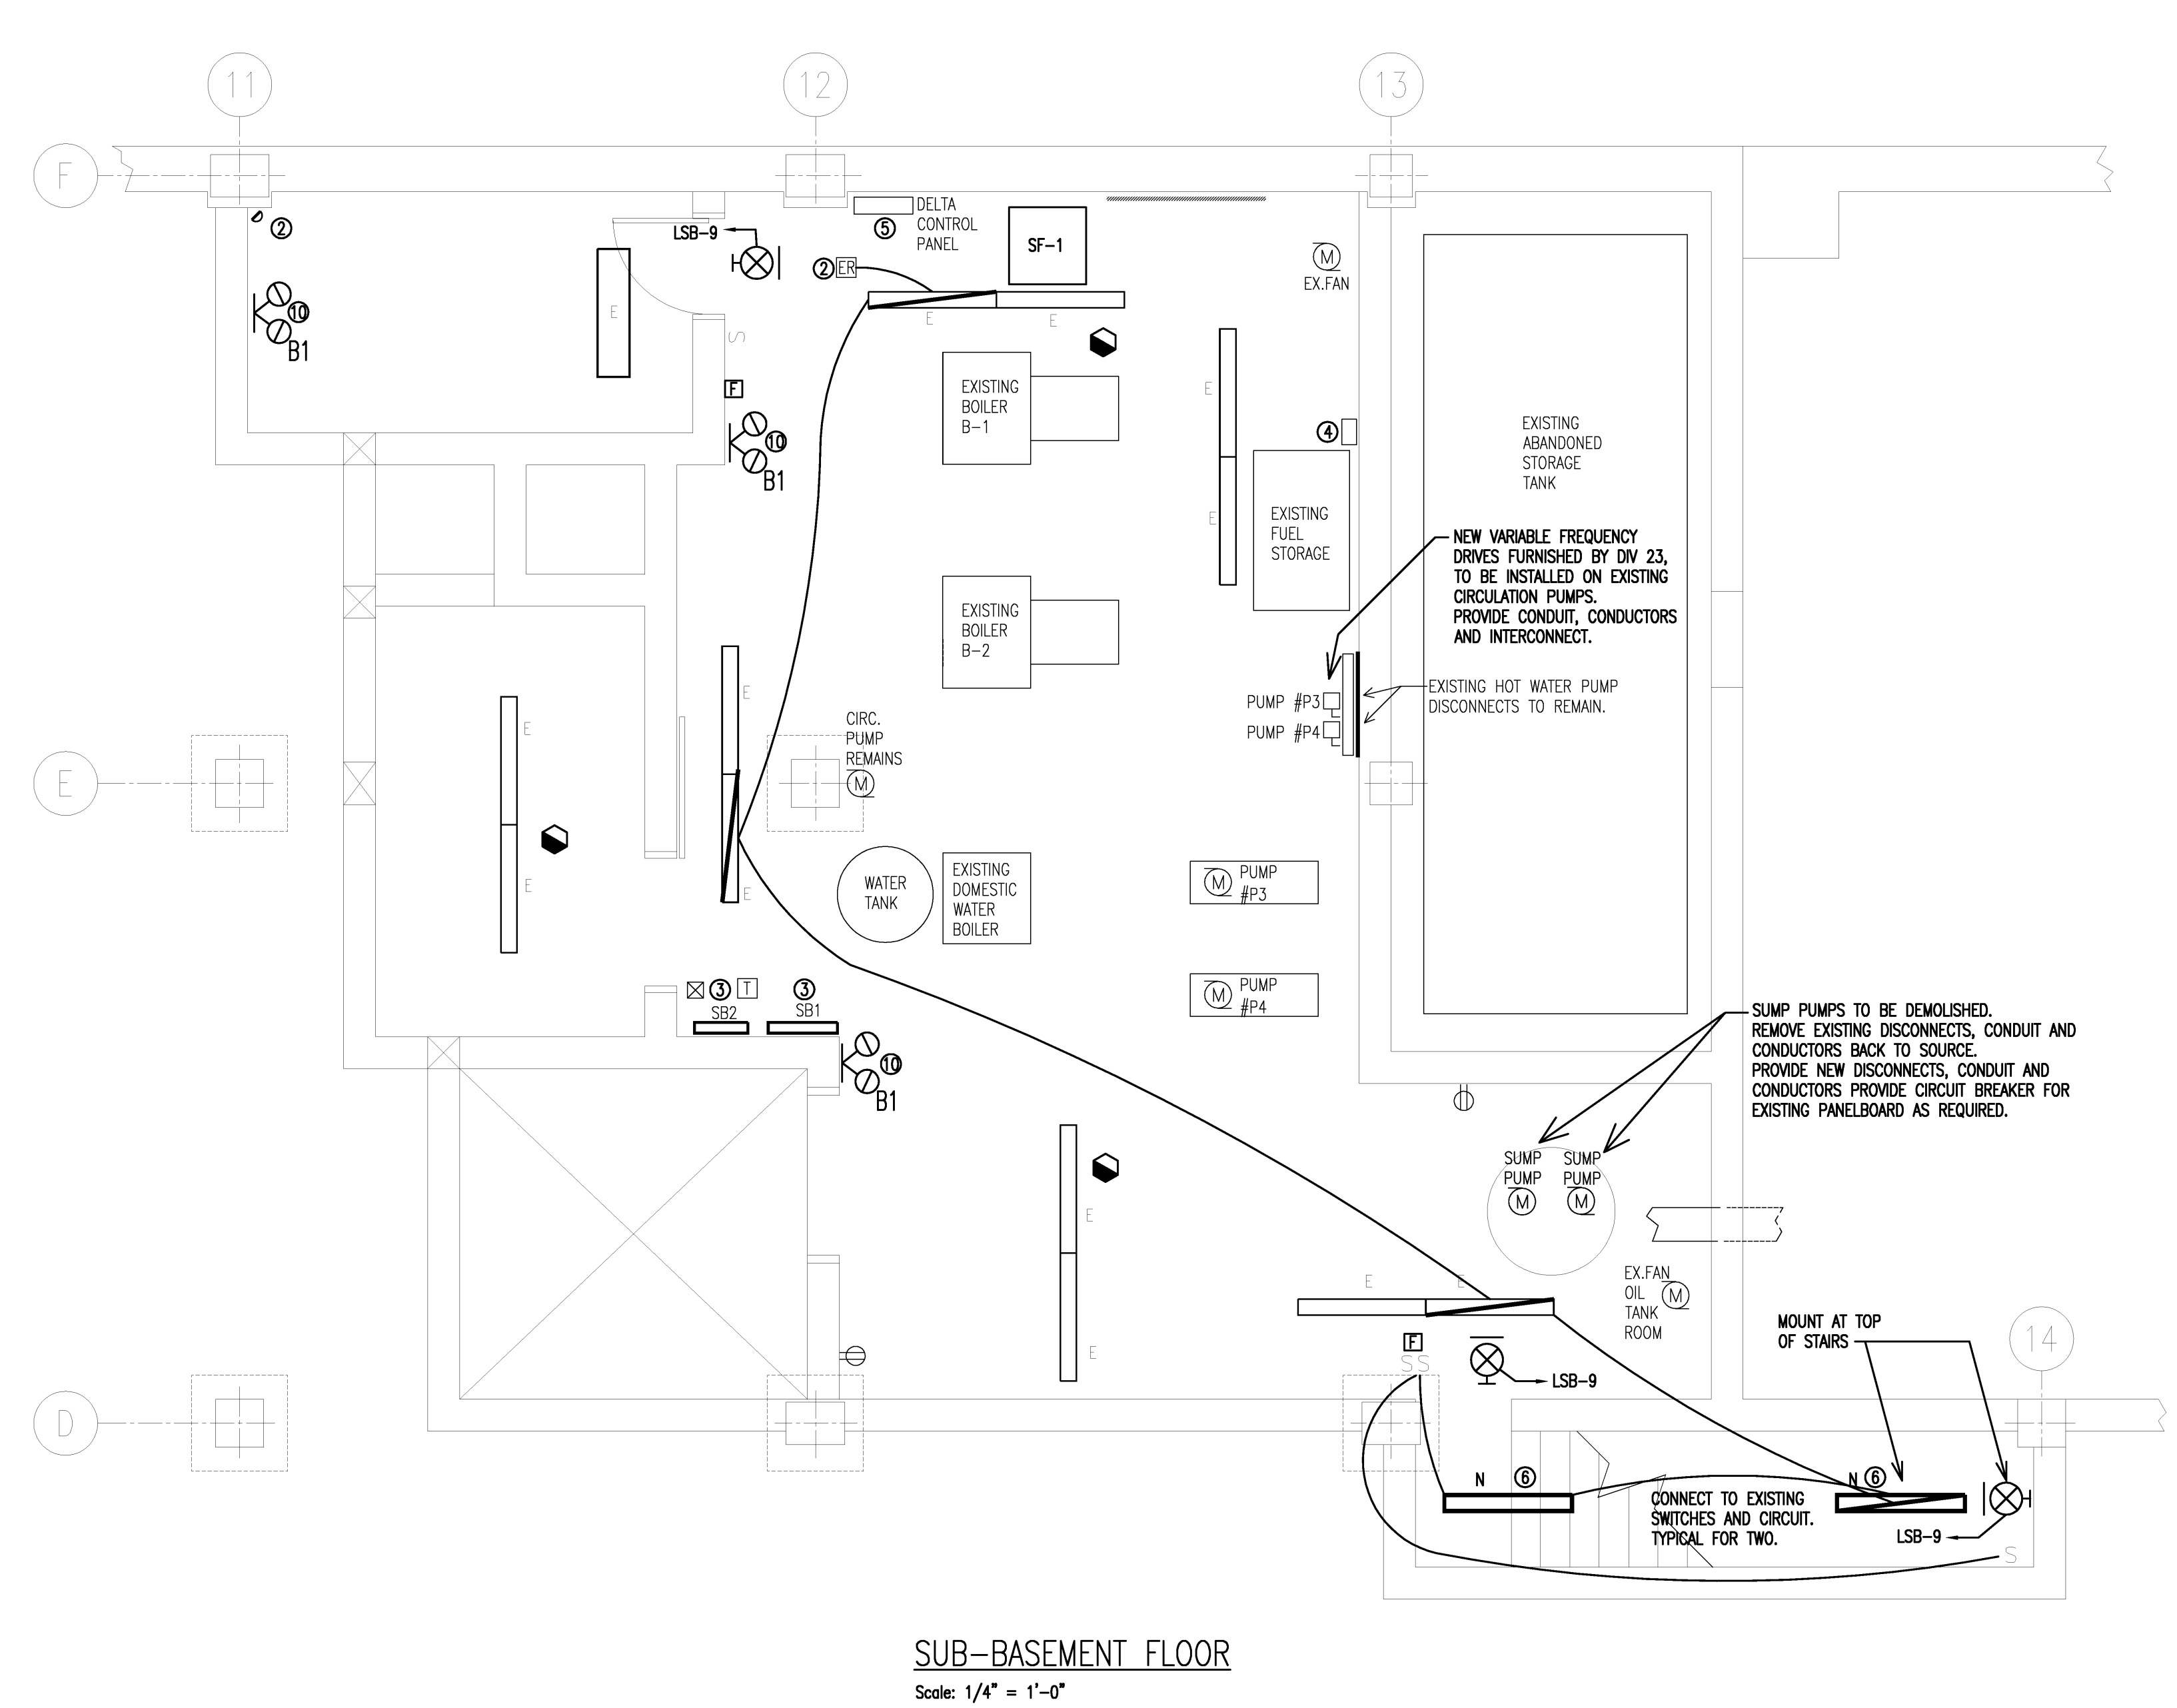 11
12
13
F
2
LSB-9
5
DELTA
CONTROL
PANEL
SF-1
M
EX.FAN
2
ER
E
E
E
10
B1
S
F
10
B1
EXISTING
BOILER
B-1
E
4
E
EXISTING
FUEL
STORAGE
EXISTING
ABANDONED
STORAGE
TANK
NEW VARIABLE FREQUENCY
DRIVES FURNISHED BY DIV 23,
TO BE INSTALLED ON EXISTING
CIRCULATION PUMPS.
PROVIDE CONDUIT, CONDUCTORS
AND INTERCONNECT.
EXISTING
BOILER
B-2
E
PUMP #P3
PUMP #P4
EXISTING HOT WATER PUMP
DISCONNECTS TO REMAIN.
E
CIRC.
PUMP
REMAINS
M
E
E
E
WATER
TANK
EXISTING
DOMESTIC
WATER
BOILER
M
PUMP
#P3
M
PUMP
#P4
3
T
3
SB2
SB1
10
B1
SUMP PUMPS TO BE DEMOLISHED.
REMOVE EXISTING DISCONNECTS, CONDUIT AND
CONDUCTORS BACK TO SOURCE.
PROVIDE NEW DISCONNECTS, CONDUIT AND
CONDUCTORS PROVIDE CIRCUIT BREAKER FOR
EXISTING PANELBOARD AS REQUIRED.
SUMP
PUMP
M
SUMP
PUMP
M
E
E
E
E
EX.FAN
OIL
TANK
ROOM
M
F
SS
LSB-9
MOUNT AT TOP
OF STAIRS
14
D
N
6
N
6
CONNECT TO EXISTING
SWITCHES AND CIRCUIT.
TYPICAL FOR TWO.
LSB-9
S
SUB-BASEMENT FLOOR
Scale: 1/4" = 1'-0"